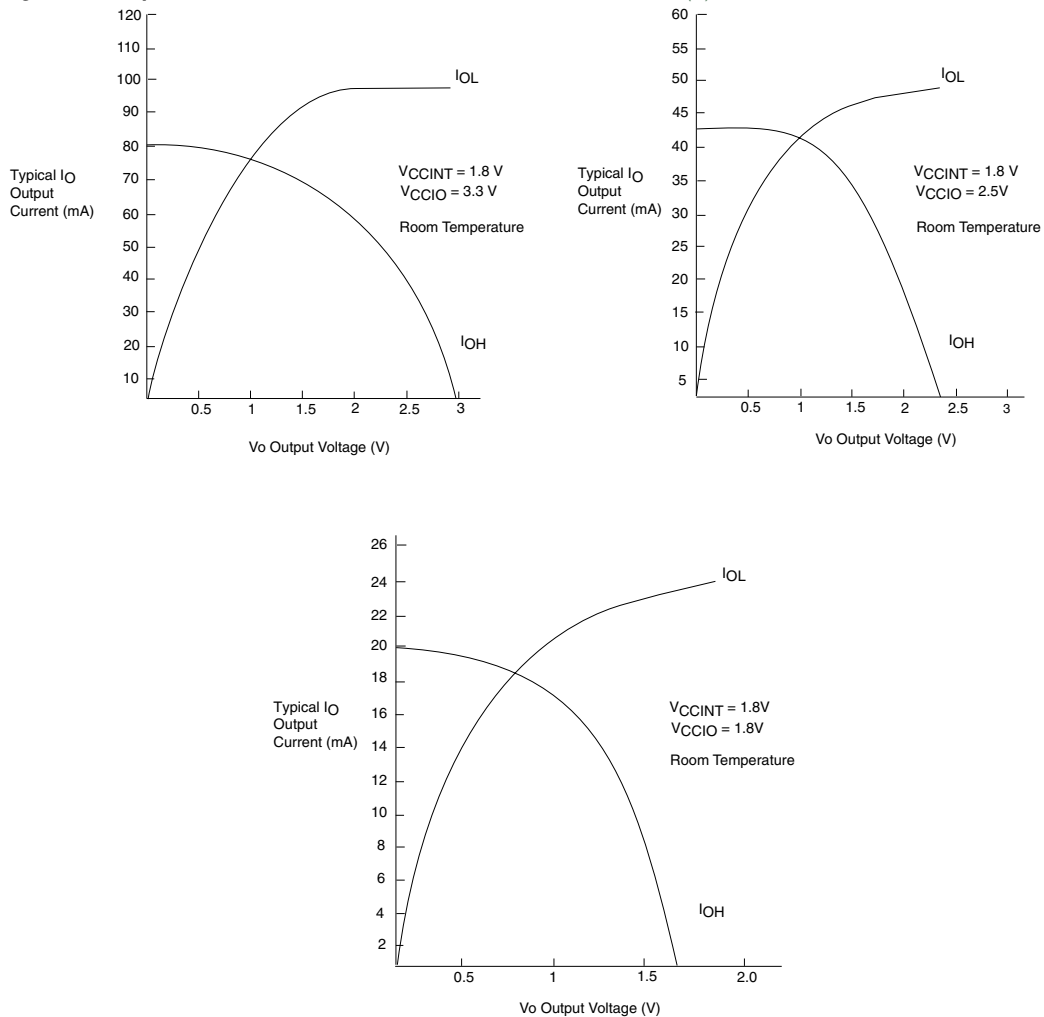 120
110
100
90
80
70
60
50
40
30
20
10
Typical IO
Output
Current (mA)
IOL
VCCINT = 1.8 V
VCCIO = 3.3 V
Room Temperature
IOH
0.5 1 1.5 2 2.5 3
Vo Output Voltage (V)
60
55
50
45
40
35
30
25
20
15
10
5
Typical IO
Output
Current (mA)
IOL
VCCINT = 1.8 V
VCCIO = 2.5V
Room Temperature
IOH
0.5 1 1.5 2 2.5 3
Vo Output Voltage (V)
26
24
22
20
18
16
14
12
10
8
6
4
2
Typical IO
Output
Current (mA)
IOL
VCCINT = 1.8V
VCCIO = 1.8V
Room Temperature
IOH
0.5 1 1.5 2.0
Vo Output Voltage (V)